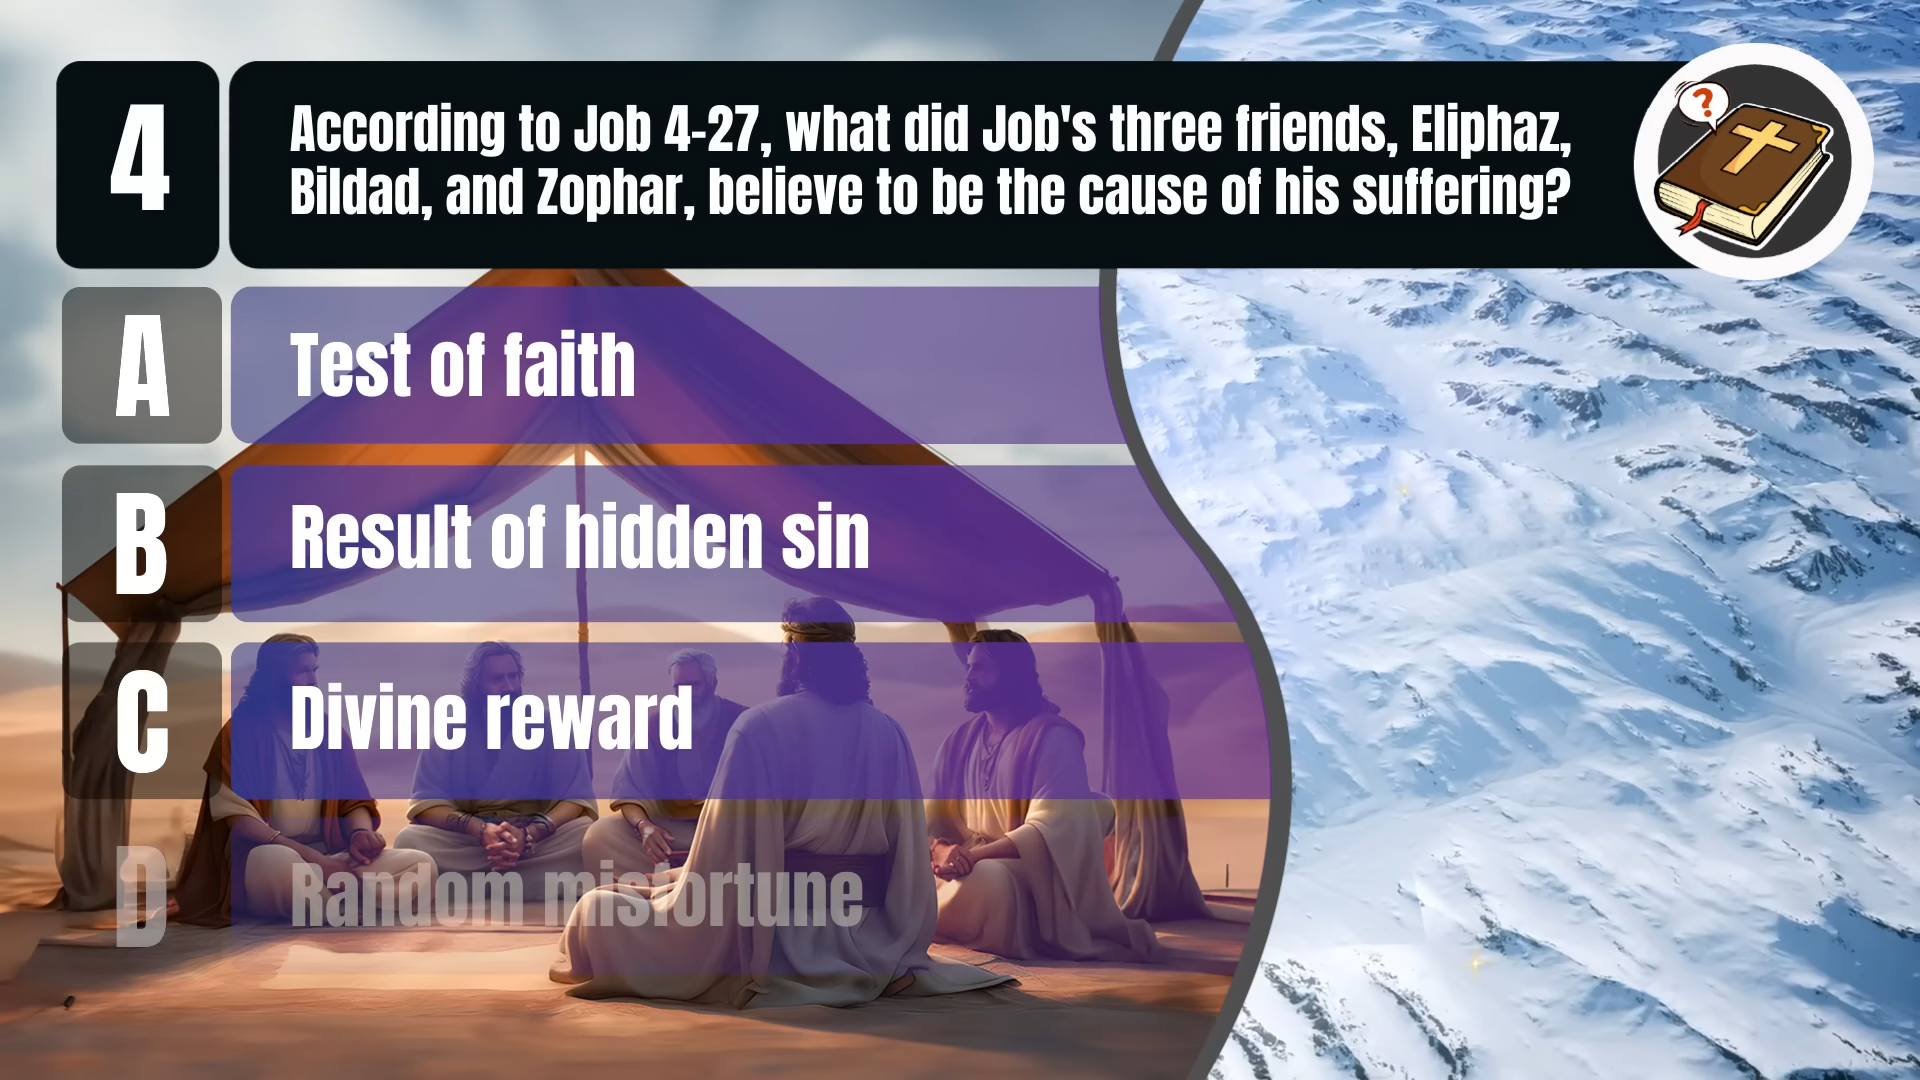 4
According to Job 4-27, what did Job's three friends, Eliphaz,
Bildad, and Zophar, believe to be the cause of his suffering?
?
A
Test of faith
B
Result of hidden sin
C
Divine reward
D
Random misfortune